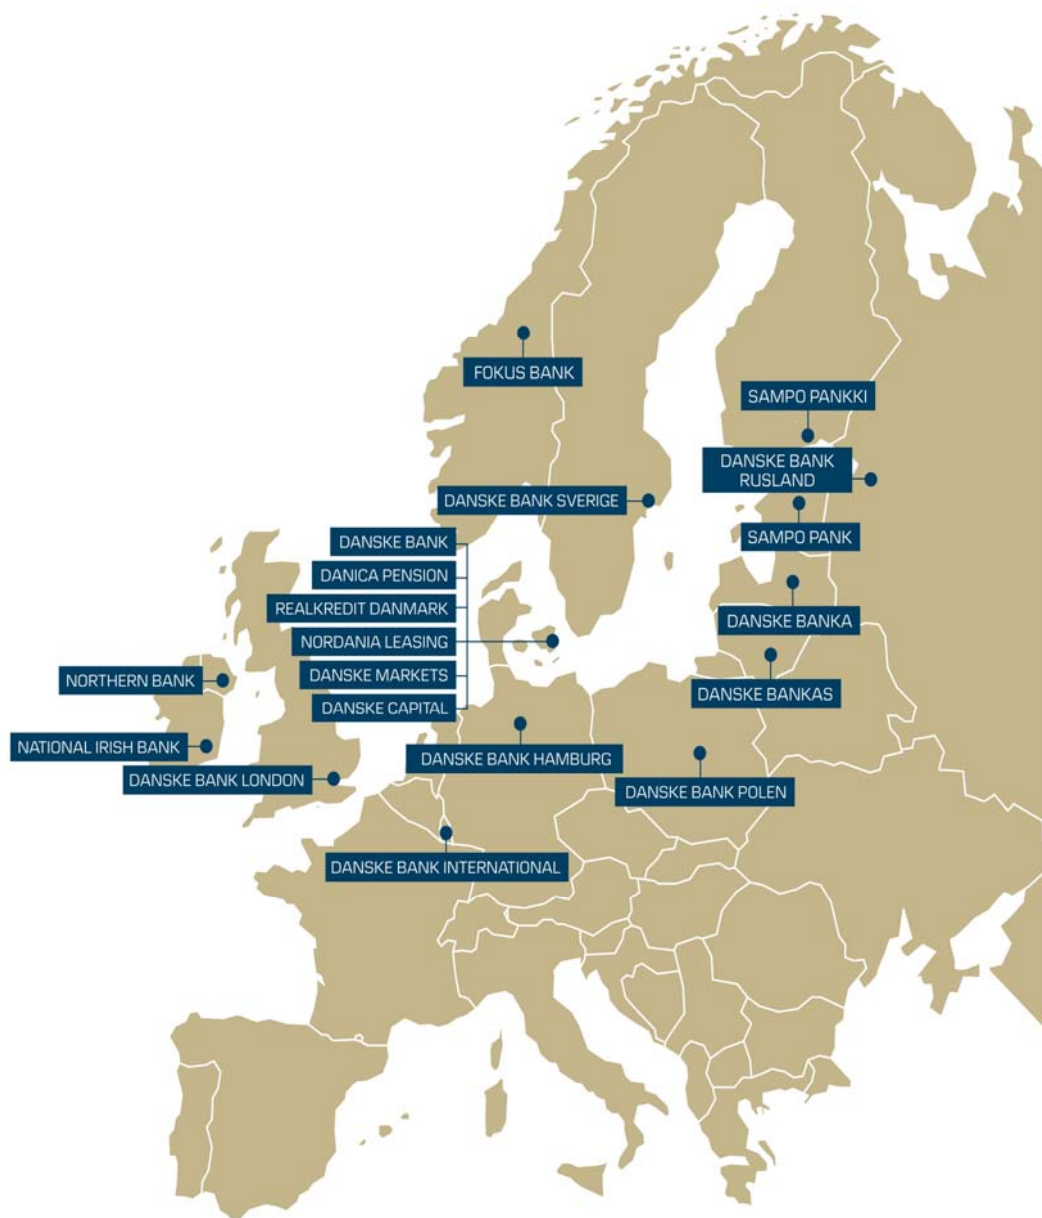 FOKUS BANK
SAMPO PANKKI
DANSKE BANK
RUSLAND
DANSKE BANK SVERIGE
SAMPO PANK
DANSKE BANK
DANICA PENSION
REALKREDIT DANMARK
NORDANIA LEASING
DANSKE MARKETS
DANSKE CAPITAL
DANSKE BANKA
DANSKE BANKAS
NORTHERN BANK
NATIONAL IRISH BANK
DANSKE BANK LONDON
DANSKE BANK HAMBURG
DANSKE BANK POLEN
DANSKE BANK INTERNATIONAL